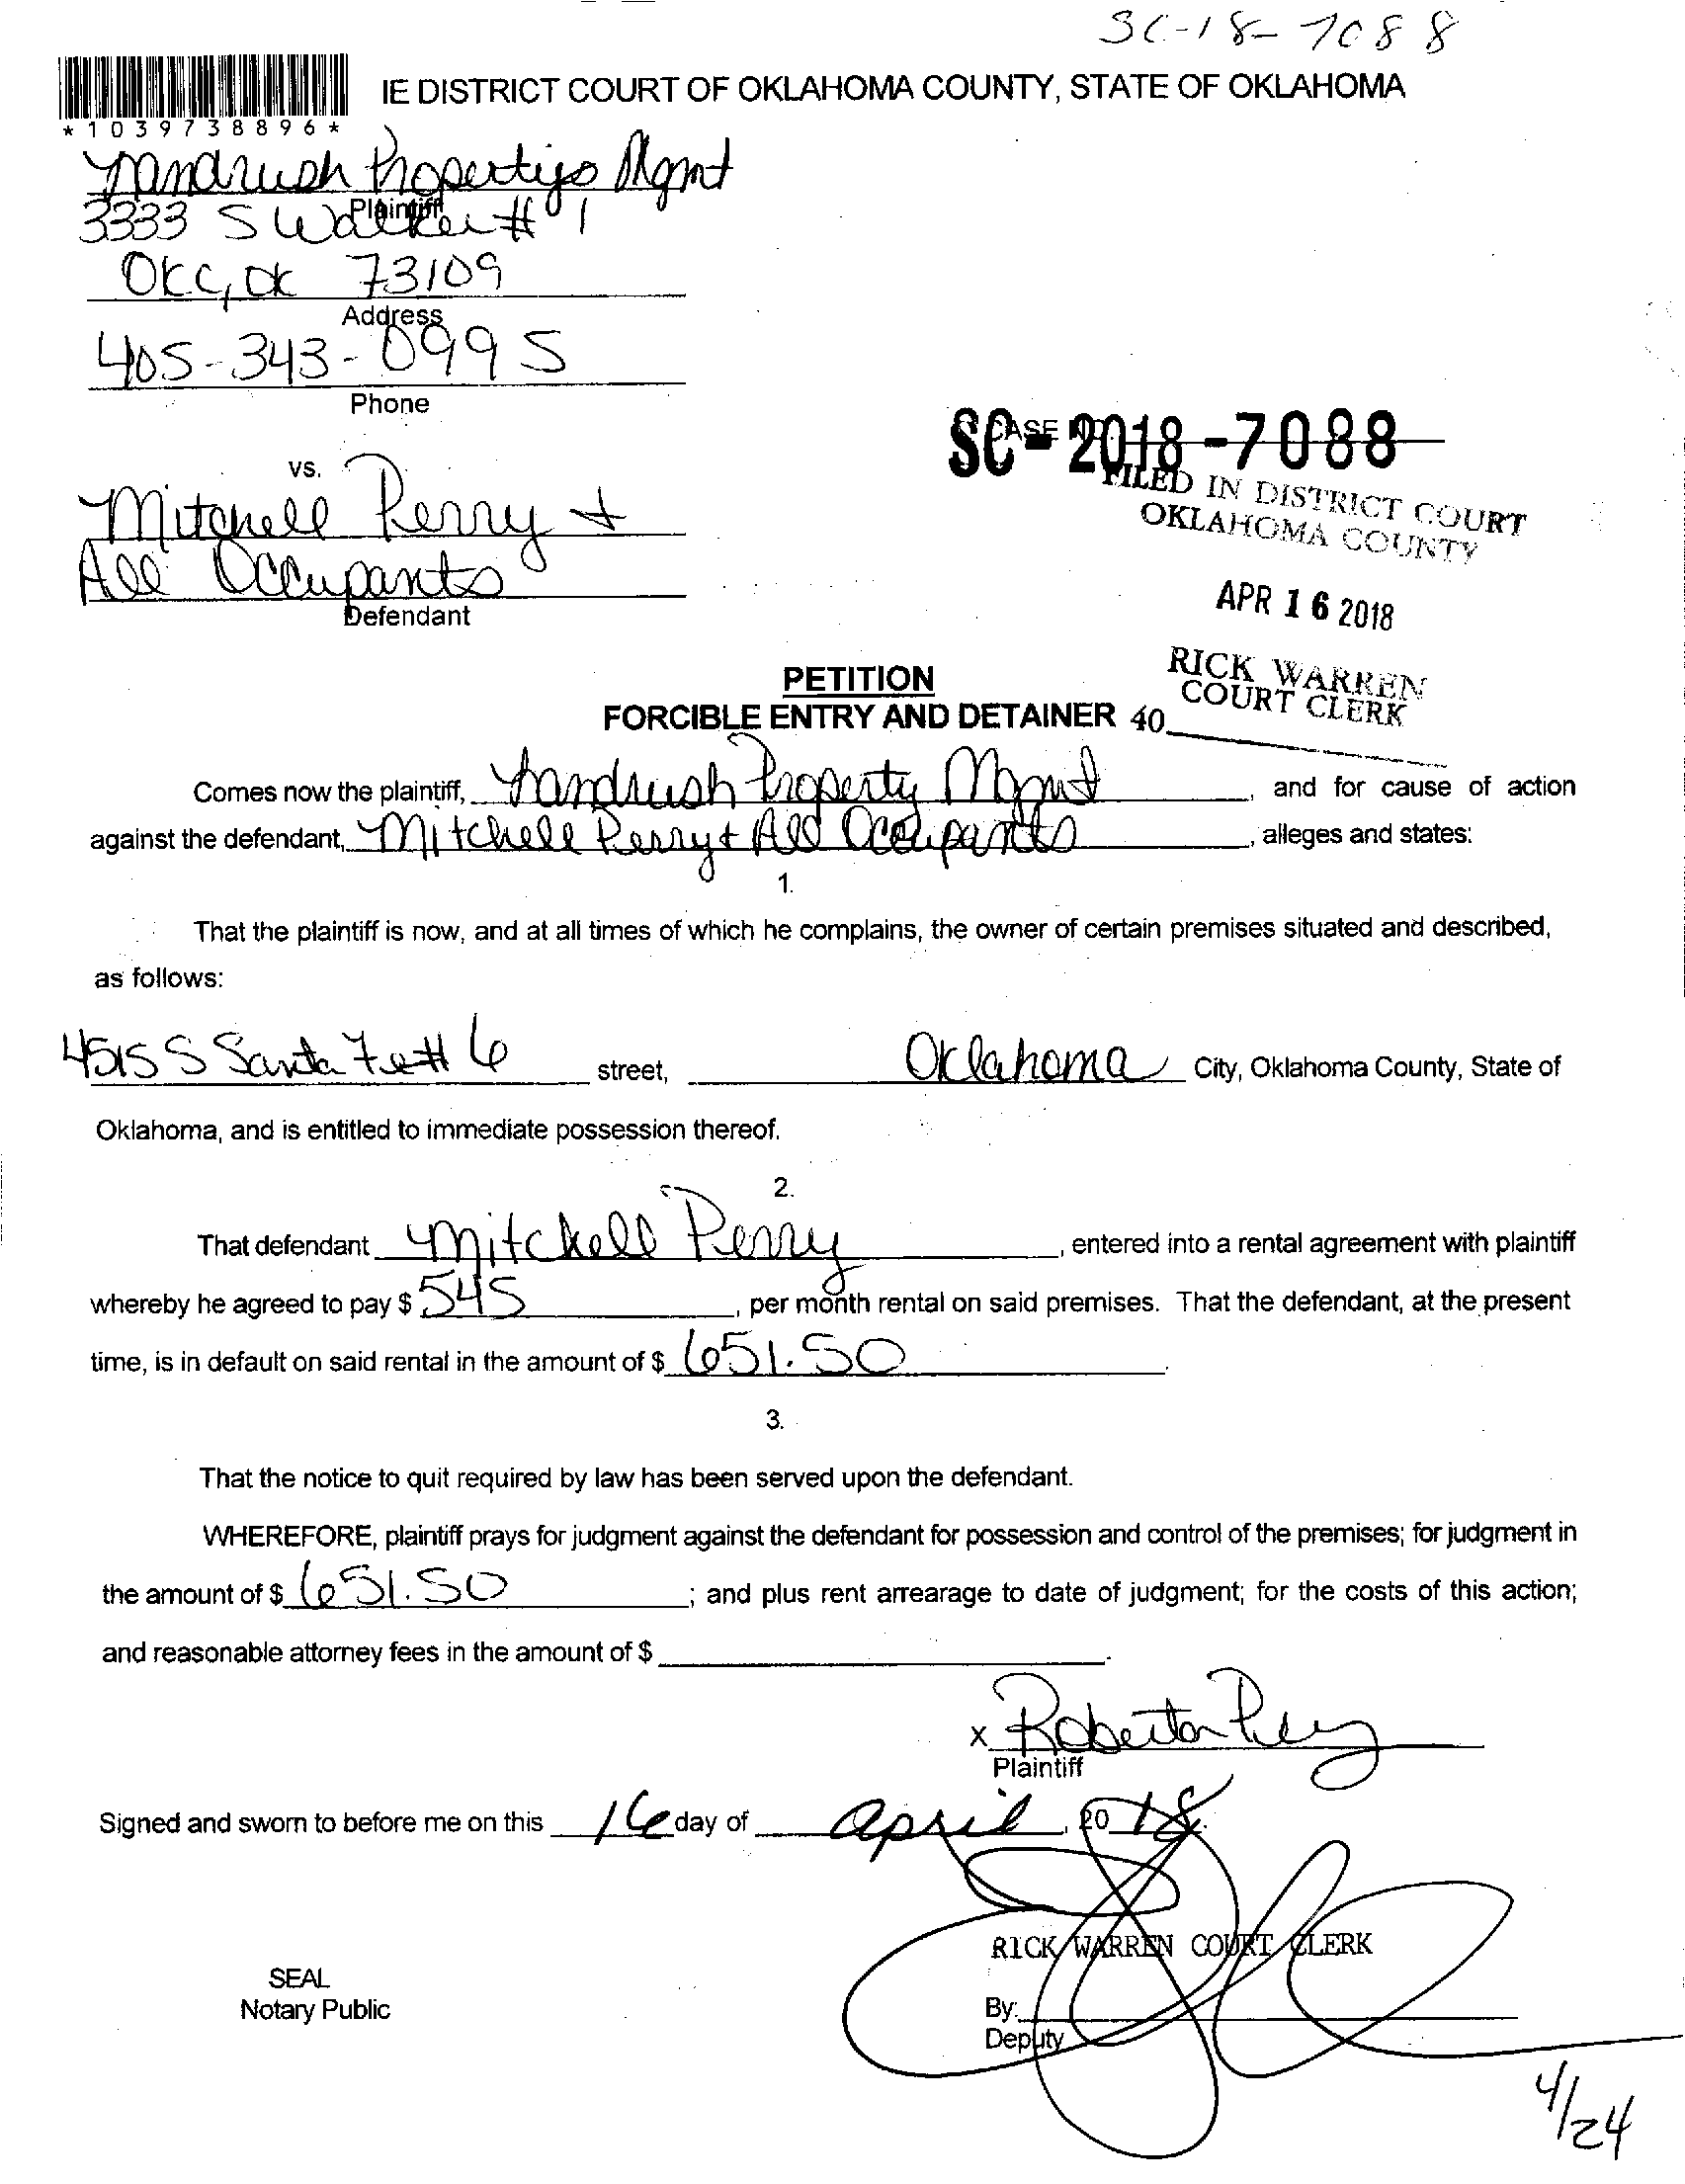 SC-18-7088
IE DISTRICT COURT OF OKLAHOMA COUNTY, STATE OF OKLAHOMA
*1039738896*
Landrush Propertys Mgmt
Plaintiff
3333 S Walker # 1
OKC, OK 73109
Address
405-343-0995
Phone
CASE
SC-2018-7088
FILED IN DISTRICT COURT
OKLAHOMA COUNTY
vs.
Mitchell Perry +
All Occupants
Defendant
APR 16 2018
RICK WARREN
COURT CLERK
40
PETITION
FORCIBLE ENTRY AND DETAINER
Comes now the plaintiff, Landrush Property Mgmt, and for cause of action
against the defendant, Mitchell Perry + All Occupants, alleges and states:
1.
That the plaintiff is now, and at all times of which he complains, the owner of certain premises situated and described,
as follows:
4515 S Santa Fe # 6 street, Oklahoma City, Oklahoma County, State of
Oklahoma, and is entitled to immediate possession thereof.
2.
That defendant Mitchell Perry, entered into a rental agreement with plaintiff
whereby he agreed to pay $ 545, per month rental on said premises. That the defendant, at the present
time, is in default on said rental in the amount of $ 651.50.
3.
That the notice to quit required by law has been served upon the defendant.
WHEREFORE, plaintiff prays for judgment against the defendant for possession and control of the premises; for judgment in
the amount of $ 651.50; and plus rent arrearage to date of judgment; for the costs of this action;
and reasonable attorney fees in the amount of $
x Roberta
Plaintiff
Signed and sworn to before me on this 16 day of april, 2018.
RICK WARREN COURT CLERK
SEAL
Notary Public
By:
Deputy
4/24